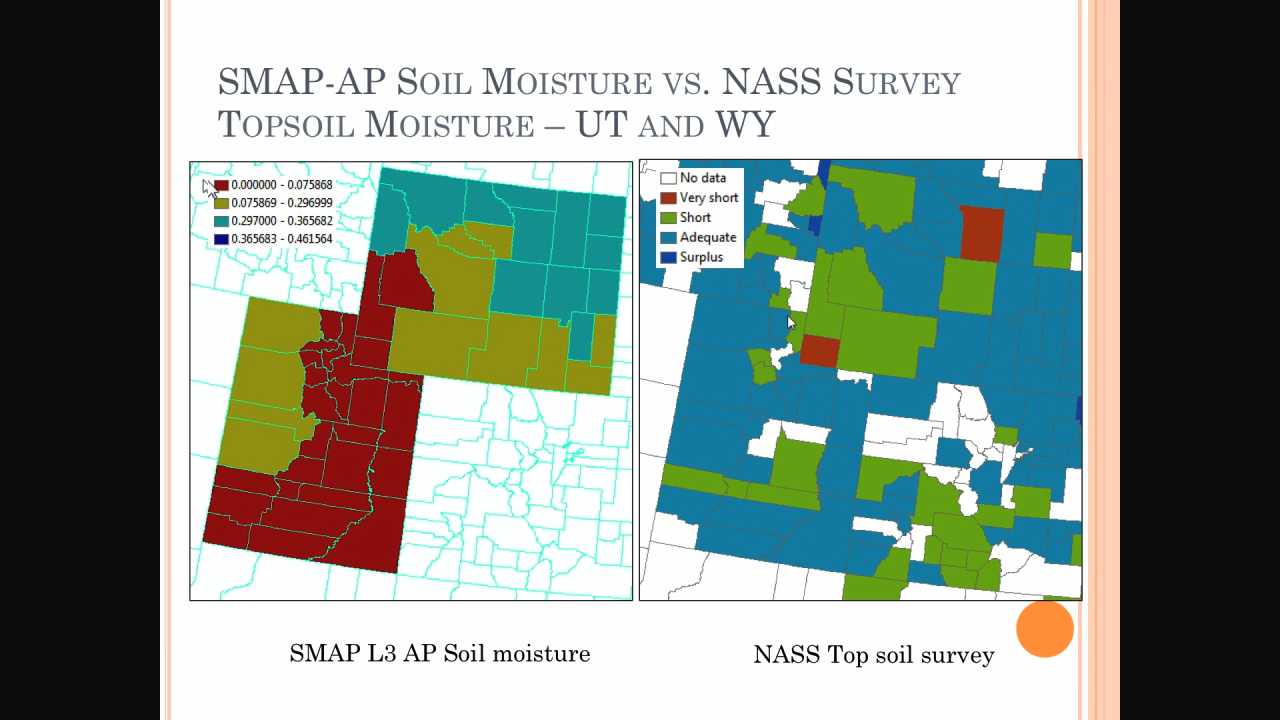 SMAP-AP Soil Moisture vs. NASS Survey
Topsoil Moisture – UT and WY
0.000000 - 0.075868
0.075869 - 0.296999
0.297000 - 0.365682
0.365683 - 0.461564
No data
Very short
Short
Adequate
Surplus
SMAP L3 AP Soil moisture
NASS Top soil survey